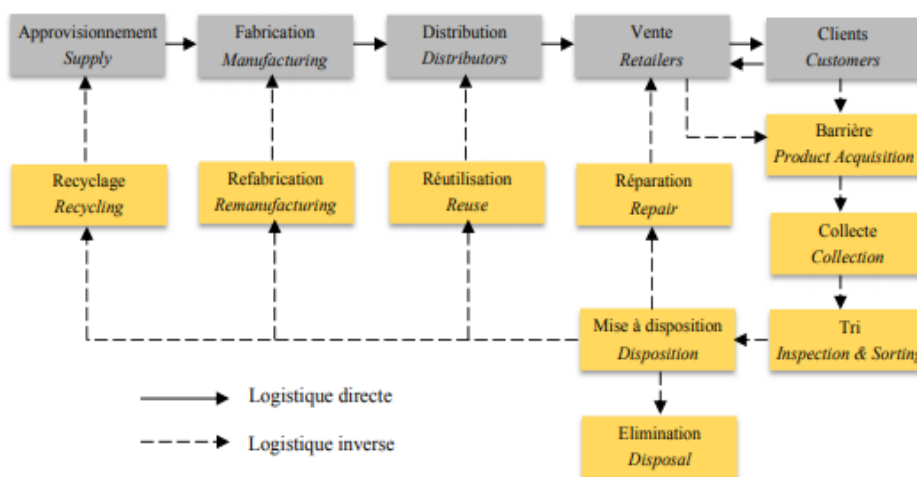 Approvisionnement
Supply
Fabrication
Manufacturing
Distribution
Distributors
Vente
Retailers
Clients
Customers
Barrière
Product Acquisition
Recyclage
Recycling
Refabrication
Remanufacturing
Réutilisation
Reuse
Réparation
Repair
Collecte
Collection
Mise à disposition
Disposition
Tri
Inspection & Sorting
Logistique directe
Logistique inverse
Elimination
Disposal